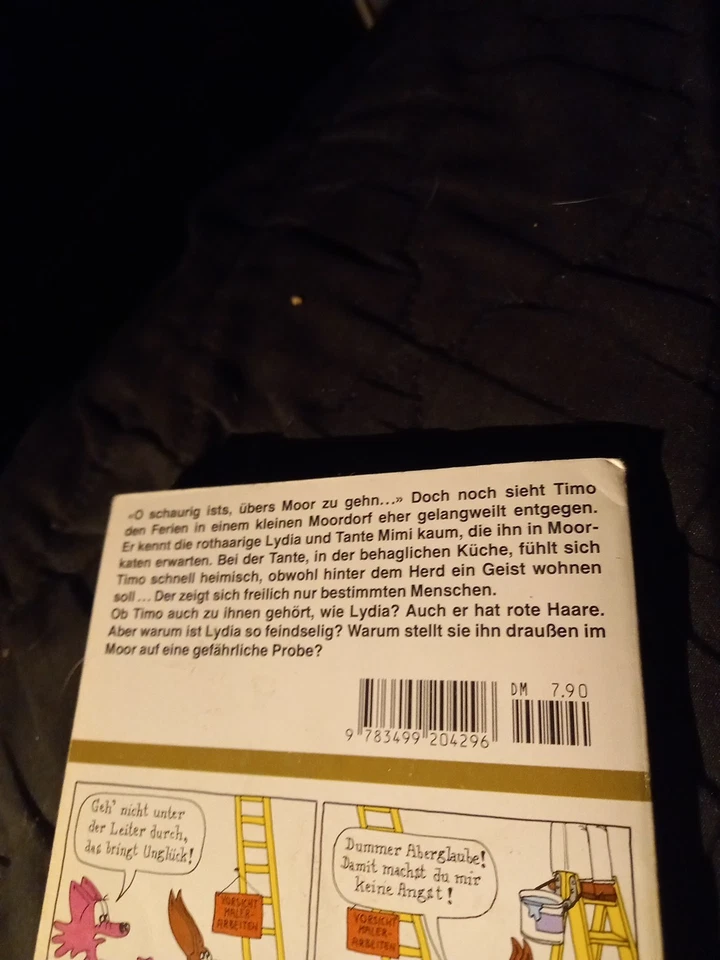 «O schaurig ists, übers Moor zu gehn...» Doch noch sieht Timo
den Ferien in einem kleinen Moordorf eher gelangweilt entgegen.
Er kennt die rothaarige Lydia und Tante Mimi kaum, die ihn in Moor-
katen erwarten. Bei der Tante, in der behaglichen Küche, fühlt sich
Timo schnell heimisch, obwohl hinter dem Herd ein Geist wohnen
soll ... Der zeigt sich freilich nur bestimmten Menschen.
Ob Timo auch zu ihnen gehört, wie Lydia? Auch er hat rote Haare.
Aber warum ist Lydia so feindselig? Warum stellt sie ihn draußen im
Moor auf eine gefährliche Probe?
DM 7.90
9 783499 204296
Geh' nicht unter
der Leiter durch,
das bringt Unglück!
VORSICHT
MALER-
ARBEITEN
Dummer Aberglaube!
Damit machst du mir
keine Angst!
VORSICHT
MALER-
ARBEITEN